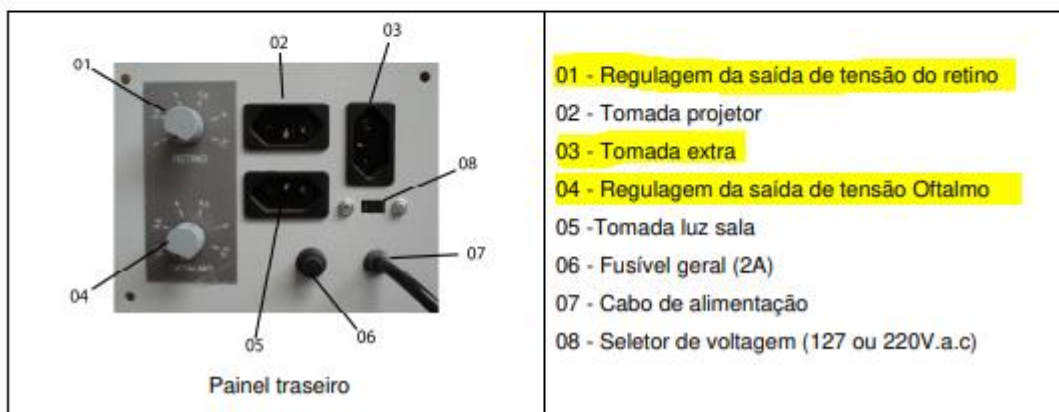 01
02
03
RETINO
08
04
07
05
06
Painel traseiro
01 - Regulagem da saída de tensão do retino
02 - Tomada projetor
03 - Tomada extra
04 - Regulagem da saída de tensão Oftalmo
05 -Tomada luz sala
06 - Fusível geral (2A)
07 - Cabo de alimentação
08 - Seletor de voltagem (127 ou 220V.a.c)